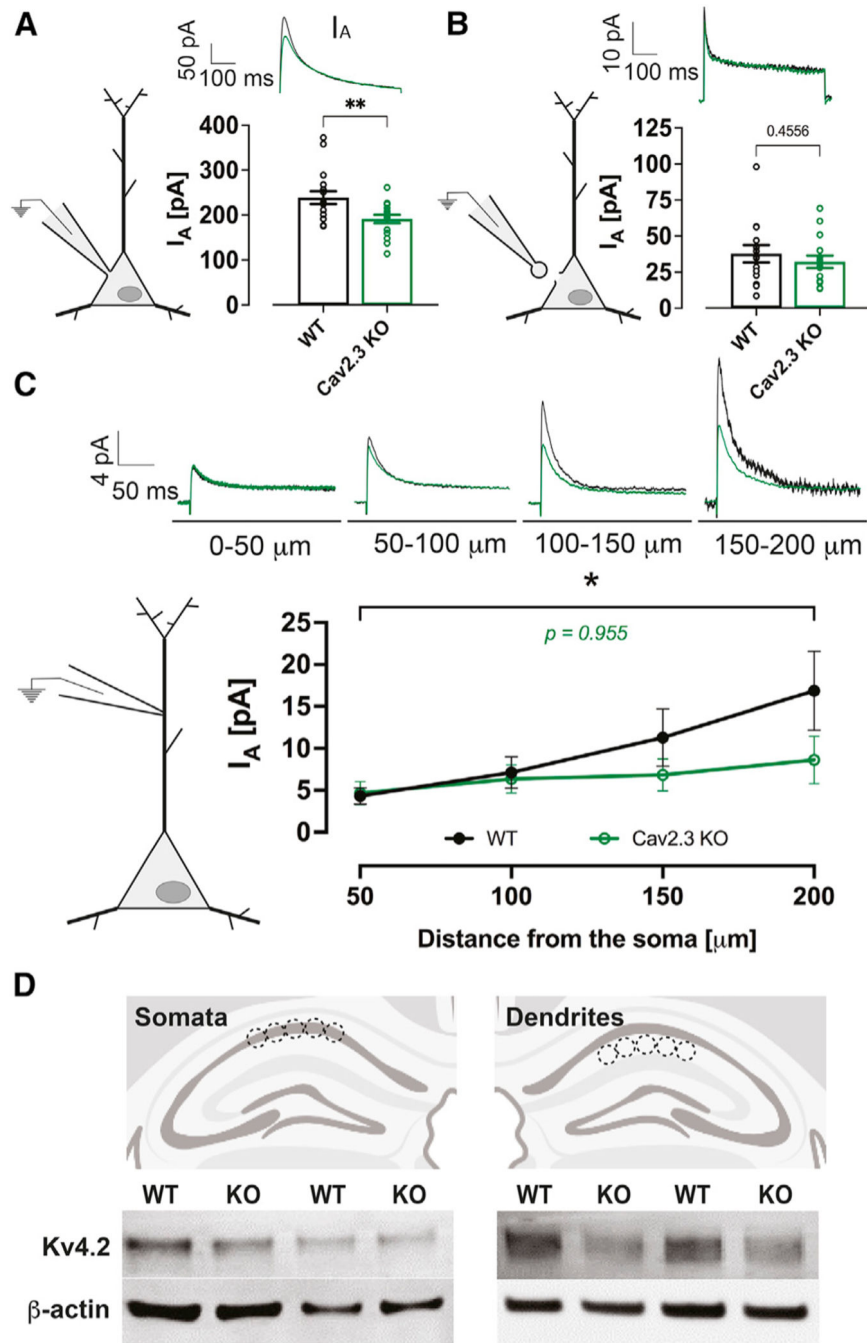 A
50 pA
100 ms
IA
**
400
300
200
100
0
IA [pA]
WT
Cav2.3 KO
B
10 pA
100 ms
0.4556
125
100
75
50
25
0
IA [pA]
WT
Cav2.3 KO
C
4 pA
50 ms
0-50 μm
50-100 μm
100-150 μm
150-200 μm
*
p = 0.955
25
20
15
10
5
0
IA [pA]
WT
Cav2.3 KO
50 100 150 200
Distance from the soma [μm]
D
Somata
Dendrites
WT KO WT KO
WT KO WT KO
Kv4.2
β-actin